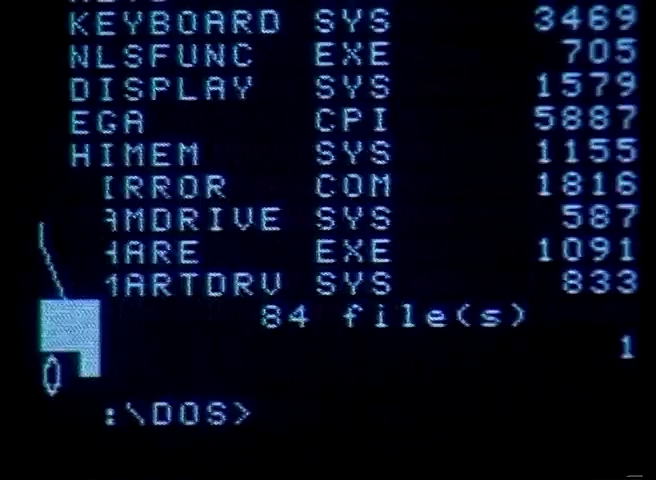 KEYBOARD SYS 3469
NLSFUNC EXE 705
DISPLAY SYS 1579
EGA CPI 5887
HIMEM SYS 1155
IRROR COM 1816
AMDRIVE SYS 587
HARE EXE 1091
MARTDRV SYS 833
84 file(s)
1
:\DOS>